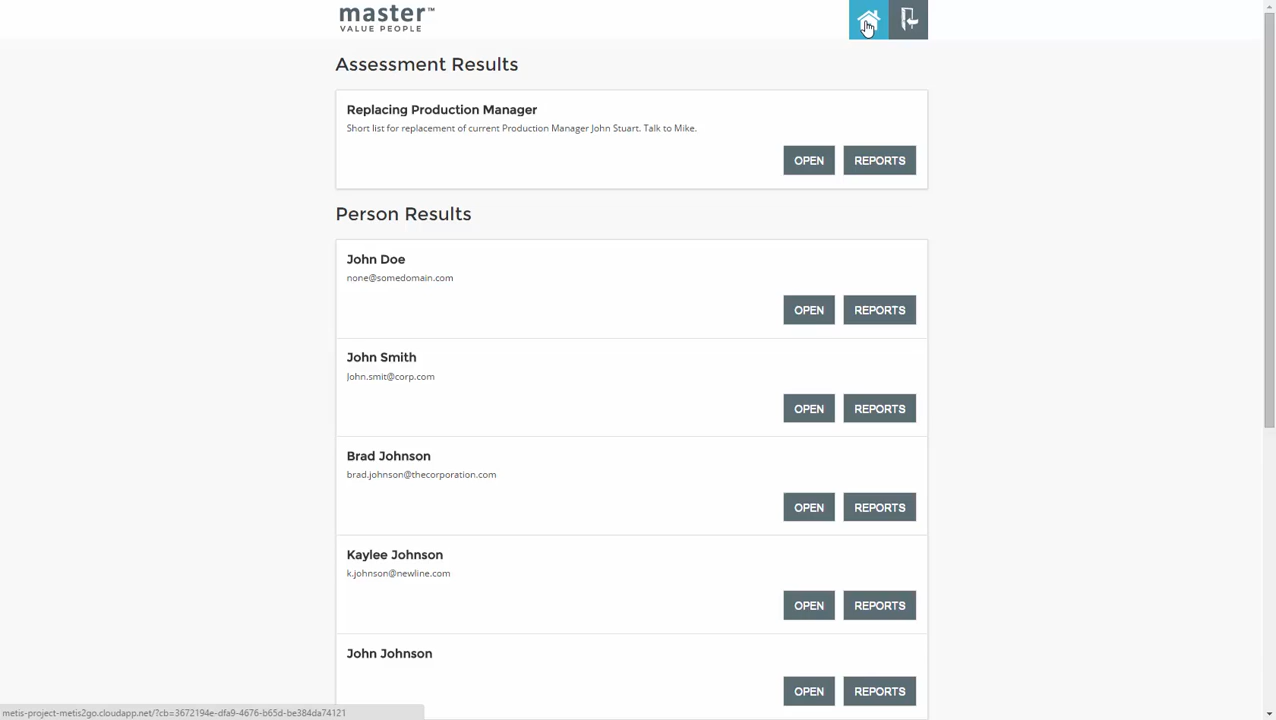 master™
VALUE PEOPLE
Assessment Results
Replacing Production Manager
Short list for replacement of current Production Manager John Stuart. Talk to Mike.
OPEN REPORTS
Person Results
John Doe
none@somedomain.com
OPEN REPORTS
John Smith
John.smit@corp.com
OPEN REPORTS
Brad Johnson
brad.johnson@thecorporation.com
OPEN REPORTS
Kaylee Johnson
k.johnson@newline.com
OPEN REPORTS
John Johnson
OPEN REPORTS
metis-project-metis2go.cloudapp.net/?cb=3672194e-dfa9-4676-b65d-be384da74121